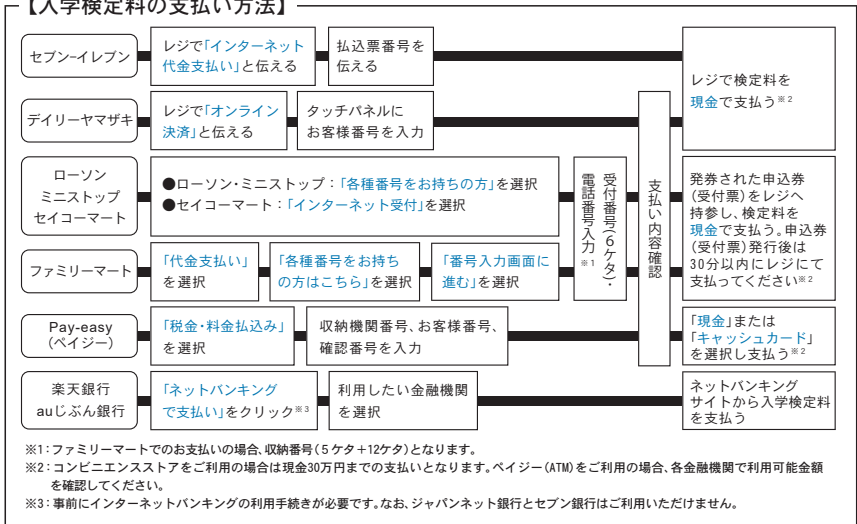 【入学検定料の支払い方法】
セブン-イレブン
レジで「インターネット
代金支払い」と伝える
払込票番号を
伝える
レジで検定料を
現金で支払う※2
デイリーヤマザキ
レジで「オンライン
決済」と伝える
タッチパネルに
お客様番号を入力
ローソン
ミニストップ
セイコーマート
●ローソン・ミニストップ：「各種番号をお持ちの方」を選択
●セイコーマート：「インターネット受付」を選択
受付番号(6ケタ)・
電話番号入力※1
支払い内容確認
発券された申込券
(受付票)をレジへ
持参し、検定料を
現金で支払う。申込券
(受付票)発行後は
30分以内にレジにて
支払ってください※2
ファミリーマート
「代金支払い」
を選択
「各種番号をお持ち
の方はこちら」を選択
「番号入力画面に
進む」を選択
Pay-easy
(ペイジー)
「税金・料金払込み」
を選択
収納機関番号、お客様番号、
確認番号を入力
「現金」または
「キャッシュカード」
を選択し支払う※2
楽天銀行
auじぶん銀行
「ネットバンキング
で支払い」をクリック※3
利用したい金融機関
を選択
ネットバンキング
サイトから入学検定料
を支払う
※1：ファミリーマートでのお支払いの場合、収納番号(5ケタ+12ケタ)となります。
※2：コンビニエンスストアをご利用の場合は現金30万円までの支払いとなります。ペイジー(ATM)をご利用の場合、各金融機関で利用可能金額
を確認してください。
※3：事前にインターネットバンキングの利用手続きが必要です。なお、ジャパンネット銀行とセブン銀行はご利用いただけません。